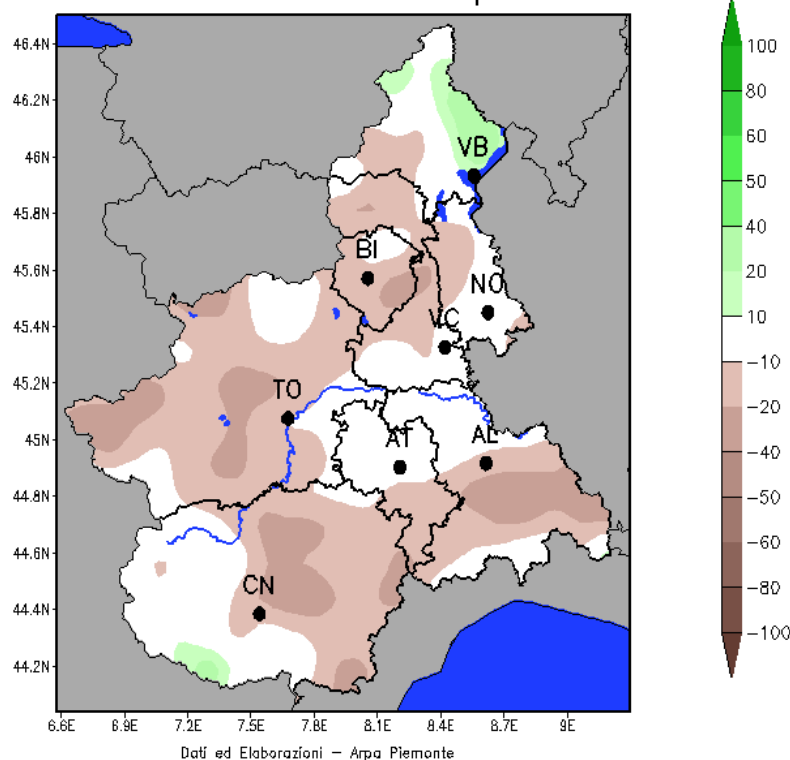 46.4N
46.2N
46N
45.8N
45.6N
45.4N
45.2N
45N
44.8N
44.6N
44.4N
44.2N
VB
BI
NO
VC
TO
AT
AL
CN
6.6E 6.9E 7.2E 7.5E 7.8E 8.1E 8.4E 8.7E 9E
Dati ed Elaborazioni – Arpa Piemonte
100
80
60
50
40
20
10
-10
-20
-40
-50
-60
-80
-100